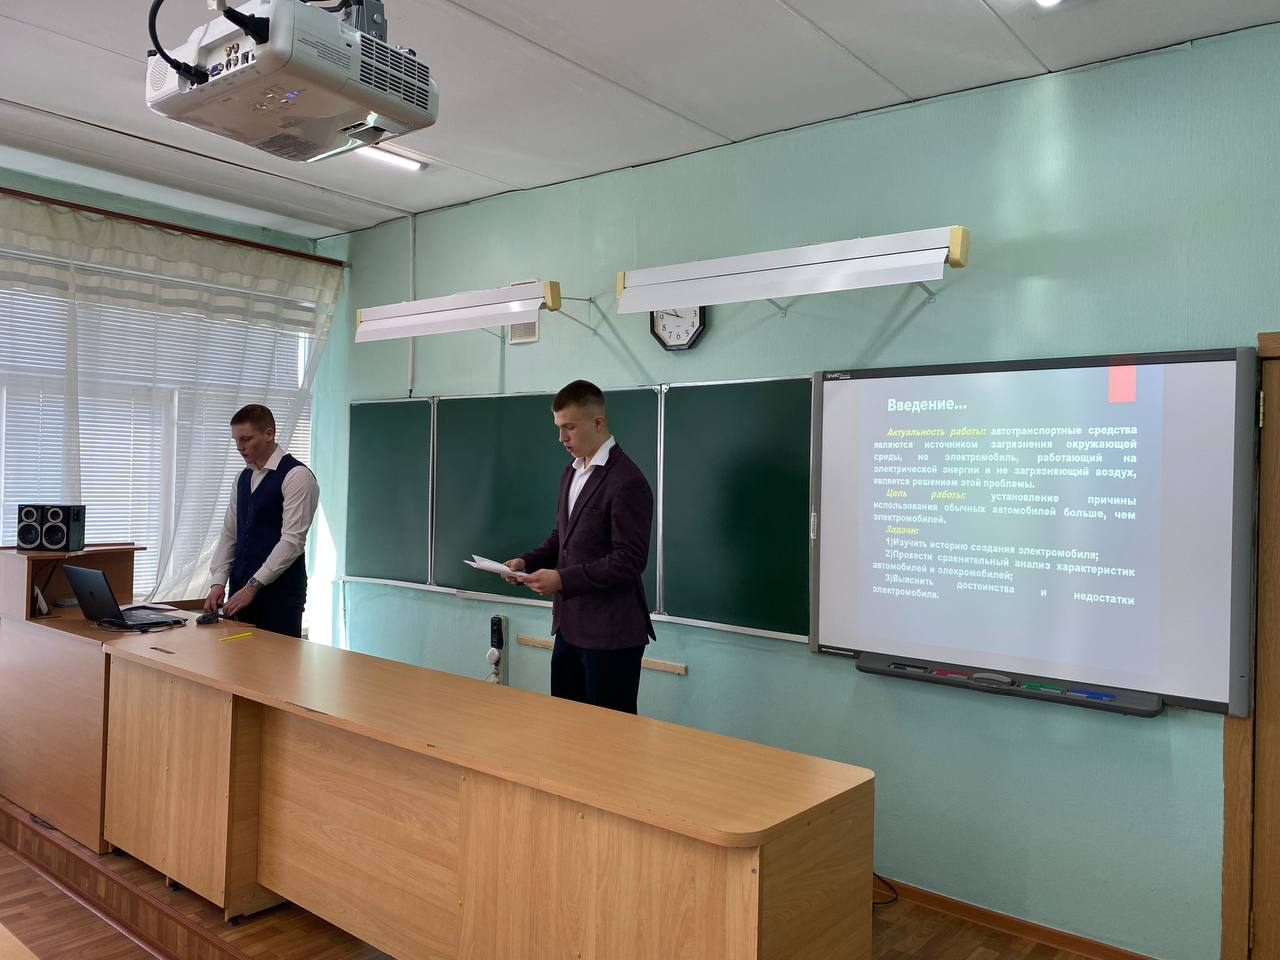 SMART Board
Введение...
Актуальность работы: автотранспортные средства
являются источником загрязнения окружающей
среды, но электромобиль, работающий на
электрической энергии и не загрязняющий воздух,
является решением этой проблемы.
Цель работы: установление причины
использования обычных автомобилей больше, чем
электромобилей.
Задачи:
1)Изучить историю создания электромобиля;
2)Провести сравнительный анализ характеристик
автомобилей и элекромобилей;
3)Выяснить достоинства и недостатки
электромобиля.